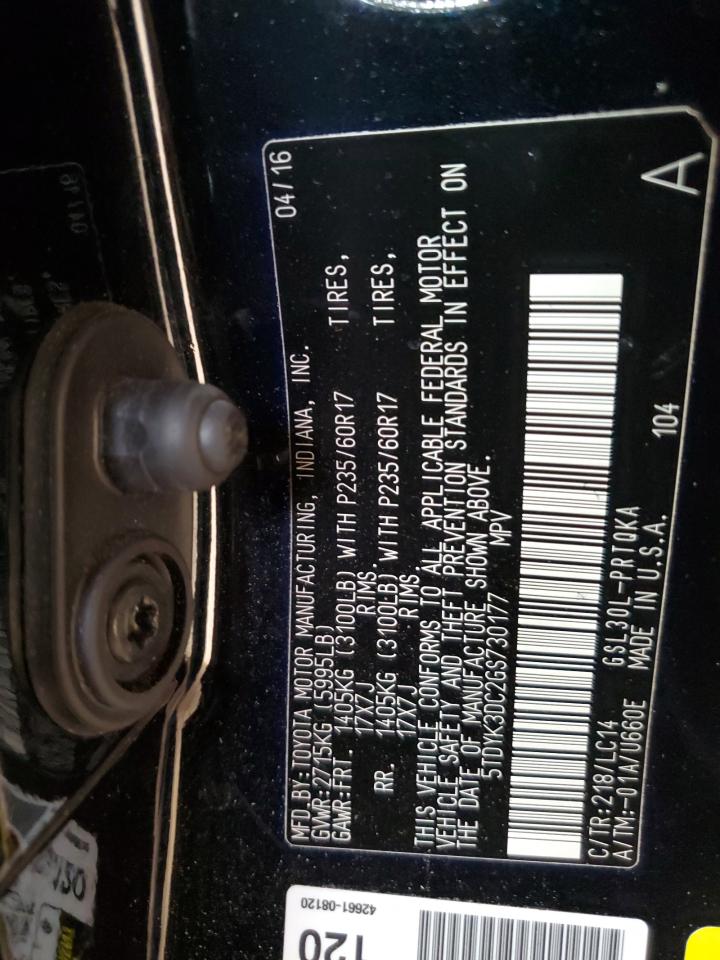 MFD.BY:TOYOTA MOTOR MANUFACTURING, INDIANA, INC. 04/16
GVWR:2715KG (5995LB)
GAWR:FRT. 1405KG (3100LB) WITH P235/60R17 TIRES,
17X7J RIMS.
RR. 1405KG (3100LB) WITH P235/60R17 TIRES,
17X7J RIMS.
THIS VEHICLE CONFORMS TO ALL APPLICABLE FEDERAL MOTOR
VEHICLE SAFETY AND THEFT PREVENTION STANDARDS IN EFFECT ON
THE DATE OF MANUFACTURE SHOWN ABOVE.
5TDYK3DC2GS730177 MPV
C/TR:218/LC14 GSL30L-PRTQKA 104
A/TM:-01A/U660E MADE IN U.S.A.
A
42661-08120
120
120